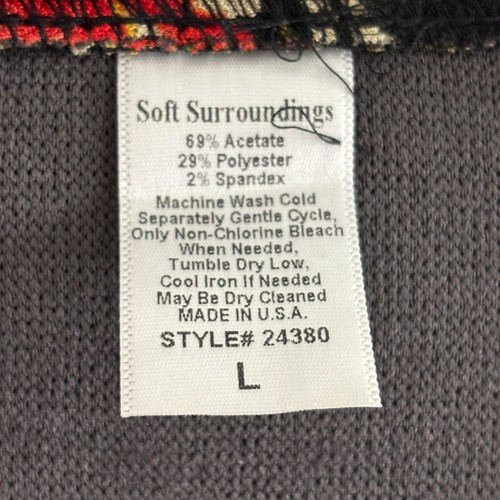 Soft Surroundings
69% Acetate
29% Polyester
2% Spandex
Machine Wash Cold
Separately Gentle Cycle,
Only Non-Chlorine Bleach
When Needed,
Tumble Dry Low,
Cool Iron If Needed
May Be Dry Cleaned
MADE IN U.S.A.
STYLE# 24380
L